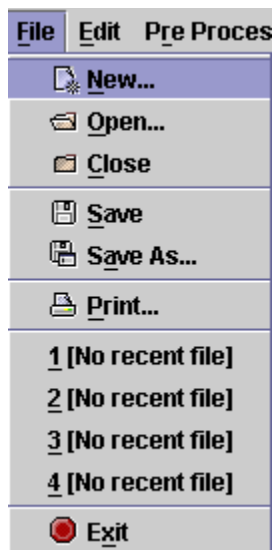 File Edit Pre Proces
New...
Open...
Close
Save
Save As...
Print...
1 [No recent file]
2 [No recent file]
3 [No recent file]
4 [No recent file]
Exit